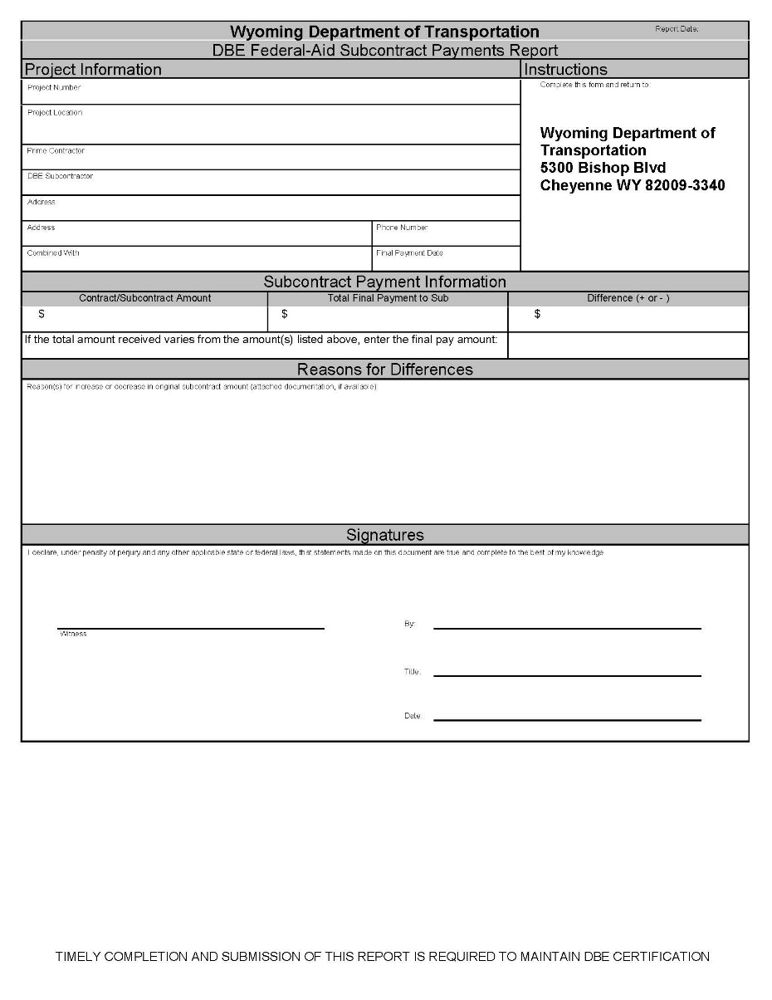 Wyoming Department of Transportation
Report Date:
DBE Federal-Aid Subcontract Payments Report
Project Information
Instructions
Project Number
Complete this form and return to:
Project Location
Wyoming Department of
Transportation
5300 Bishop Blvd
Cheyenne WY 82009-3340
Prime Contractor
DBE Subcontractor
Address
Address
Phone Number
Combined With
Final Payment Date
Subcontract Payment Information
Contract/Subcontract Amount
Total Final Payment to Sub
Difference (+ or - )
$
$
$
If the total amount received varies from the amount(s) listed above, enter the final pay amount:
Reasons for Differences
Reason(s) for increase or decrease in original subcontract amount (attached documentation, if available):
Signatures
I declare, under penalty of perjury and any other applicable state or federal laws, that statements made on this document are true and complete to the best of my knowledge
By:
Witness
Title:
Date:
TIMELY COMPLETION AND SUBMISSION OF THIS REPORT IS REQUIRED TO MAINTAIN DBE CERTIFICATION